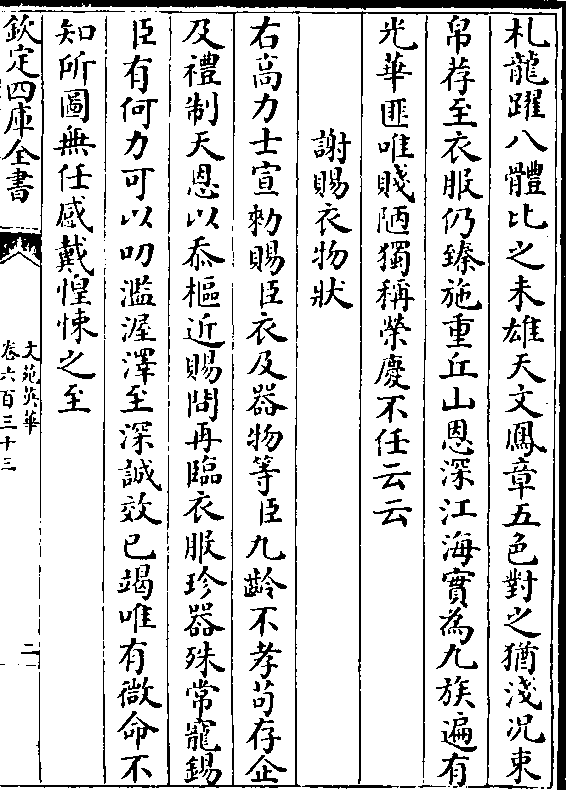 札龍躍八體比之未雄天文鳳章五色對之猶淺况束
帛荐至衣服仍臻施重丘山恩深江海實為九族遍有
光華匪唯賤陋獨稱榮慶不任云云
謝賜衣物狀
右高力士宣勅賜臣衣及器物等臣九齡不孝苟存企
及禮制天恩以忝樞近賜問再臨衣服珍器殊常寵錫
臣有何力可以叨濫渥澤至深誠效已竭唯有微命不
知所圖無任感戴惶悚之至
欽定四庫全書
文苑英華
卷六百三十三
二